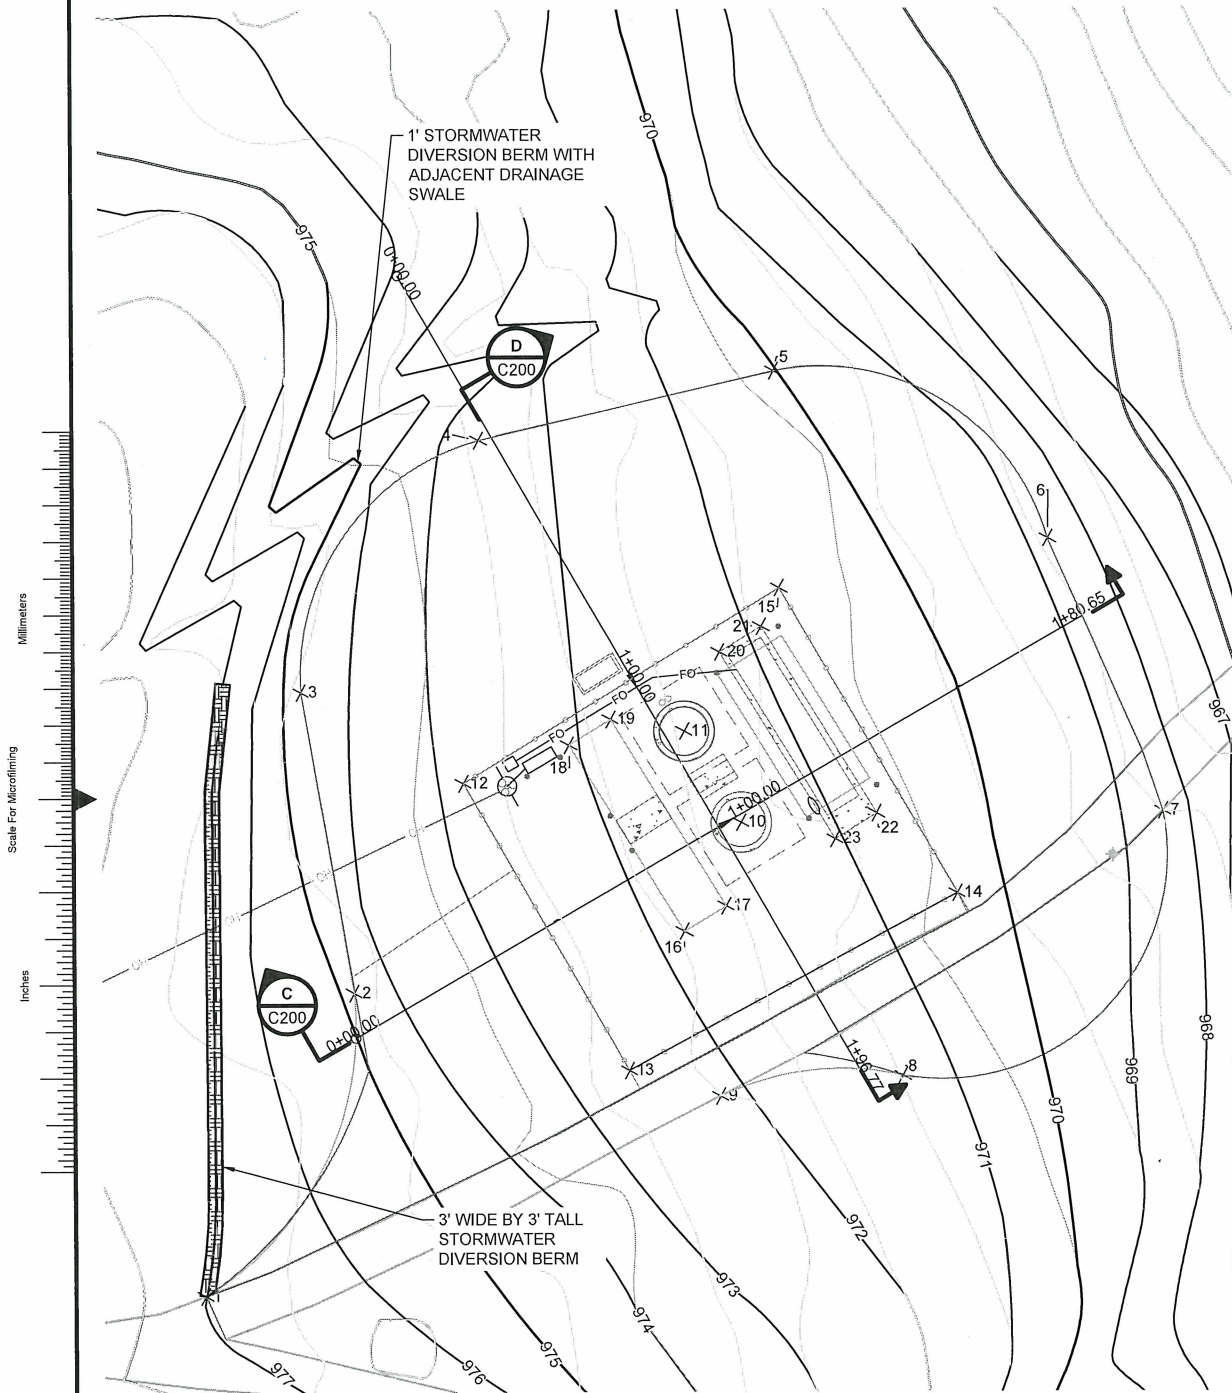 970
1' STORMWATER
DIVERSION BERM WITH
ADJACENT DRAINAGE
SWALE
975
0+00.00
D
C200
5
4
6
Millimeters
15
1+80.65
21
20
1+00.00
FO
3
FO
19
11
967
FO
18
12
1+00.00
10
7
22
23
OH
OH
Scale For Microfilming
14
17
OH
16
OH
Inches
2
C
C200
0+00.00
968
13
1+96.77
8
969
9
970
971
3' WIDE BY 3' TALL
STORMWATER
DIVERSION BERM
972
973
974
975
976
977